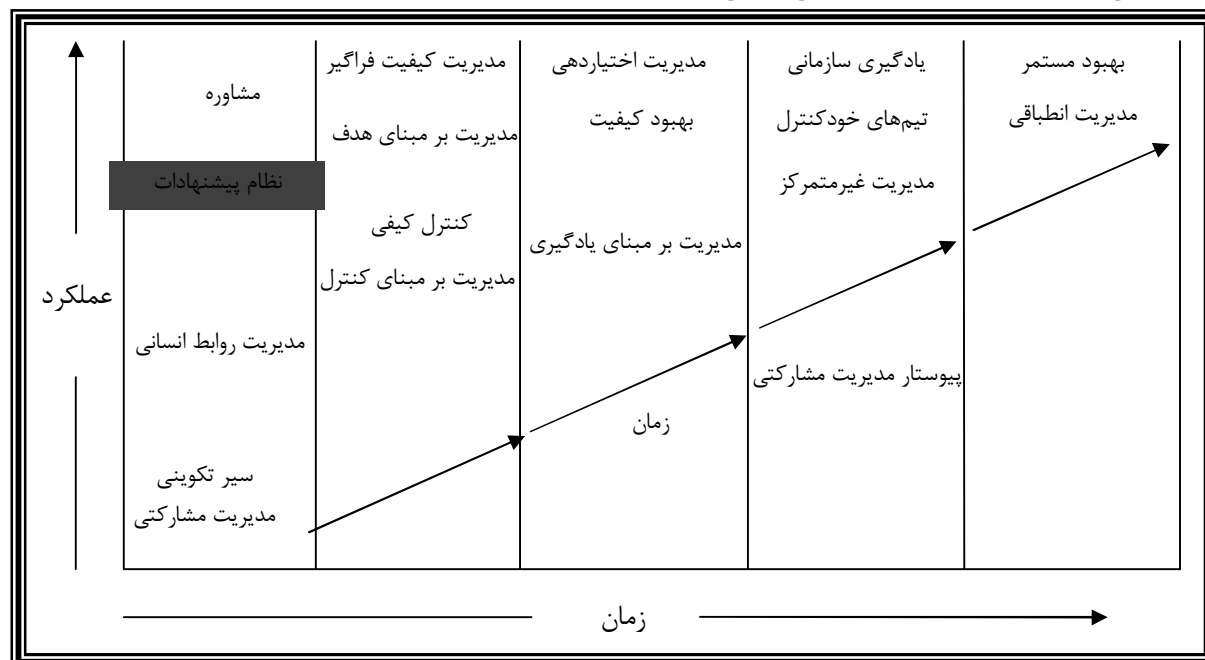 مشاوره
نظام پیشنهادات
مدیریت روابط انسانی
سیر تکوینی
مدیریت مشارکتی
مدیریت کیفیت فراگیر
مدیریت بر مبنای هدف
کنترل کیفی
مدیریت بر مبنای کنترل
مدیریت اختیاردهی
بهبود کیفیت
مدیریت بر مبنای یادگیری
زمان
یادگیری سازمانی
تیم‌های خودکنترل
مدیریت غیرمتمرکز
پیوستار مدیریت مشارکتی
بهبود مستمر
مدیریت انطباقی
عملکرد
زمان